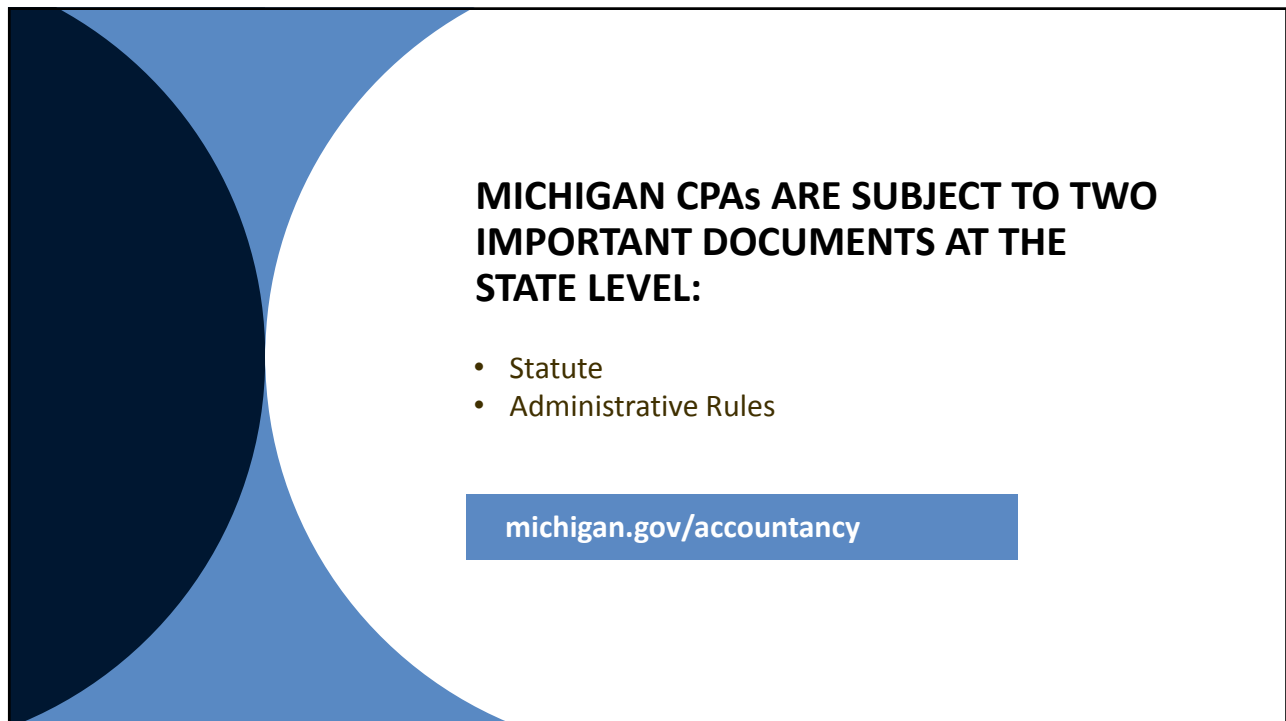 MICHIGAN CPAs ARE SUBJECT TO TWO
IMPORTANT DOCUMENTS AT THE
STATE LEVEL:
• Statute
• Administrative Rules
michigan.gov/accountancy